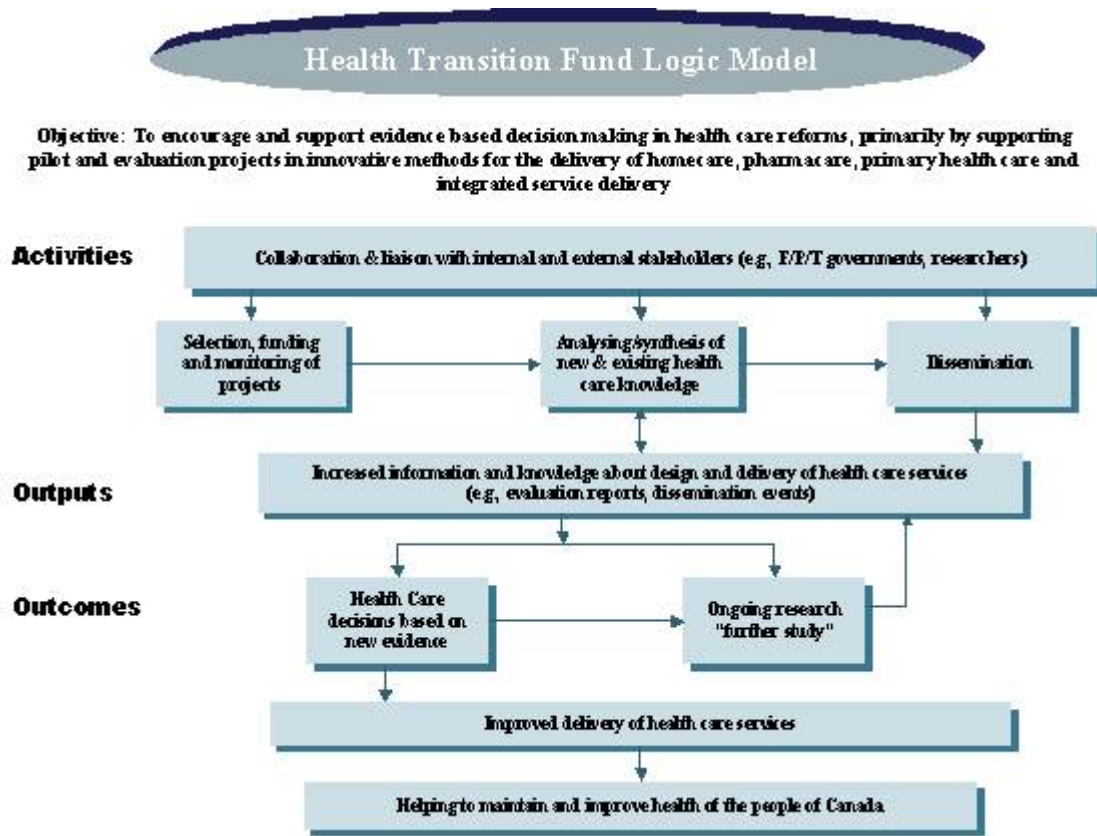 Health Transition Fund Logic Model
Objective: To encourage and support evidence based decision making in health care reforms, primarily by supporting
pilot and evaluation projects in innovative methods for the delivery of homecare, pharmacare, primary health care and
integrated service delivery
Activities
Collaboration & liaison with internal and external stakeholders (e.g., F/P/T governments, researchers)
Selection, funding
and monitoring of
projects
Analysing/synthesis of
new & existing health
care knowledge
Dissemination
Outputs
Increased information and knowledge about design and delivery of health care services
(e.g., evaluation reports, dissemination events)
Outcomes
Health Care
decisions based on
new evidence
Ongoing research
"further study"
Improved delivery of health care services
Helping to maintain and improve health of the people of Canada